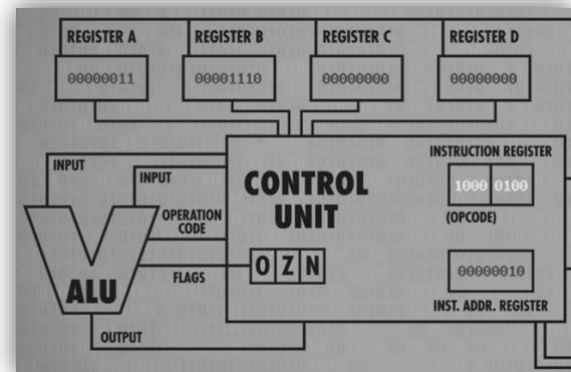 REGISTER A
REGISTER B
REGISTER C
REGISTER D
00000011
00001110
00000000
00000000
INPUT
INPUT
CONTROL
UNIT
INSTRUCTION REGISTER
1000 0100
(OPCODE)
OPERATION
CODE
FLAGS
O Z N
ALU
00000010
INST. ADDR. REGISTER
OUTPUT